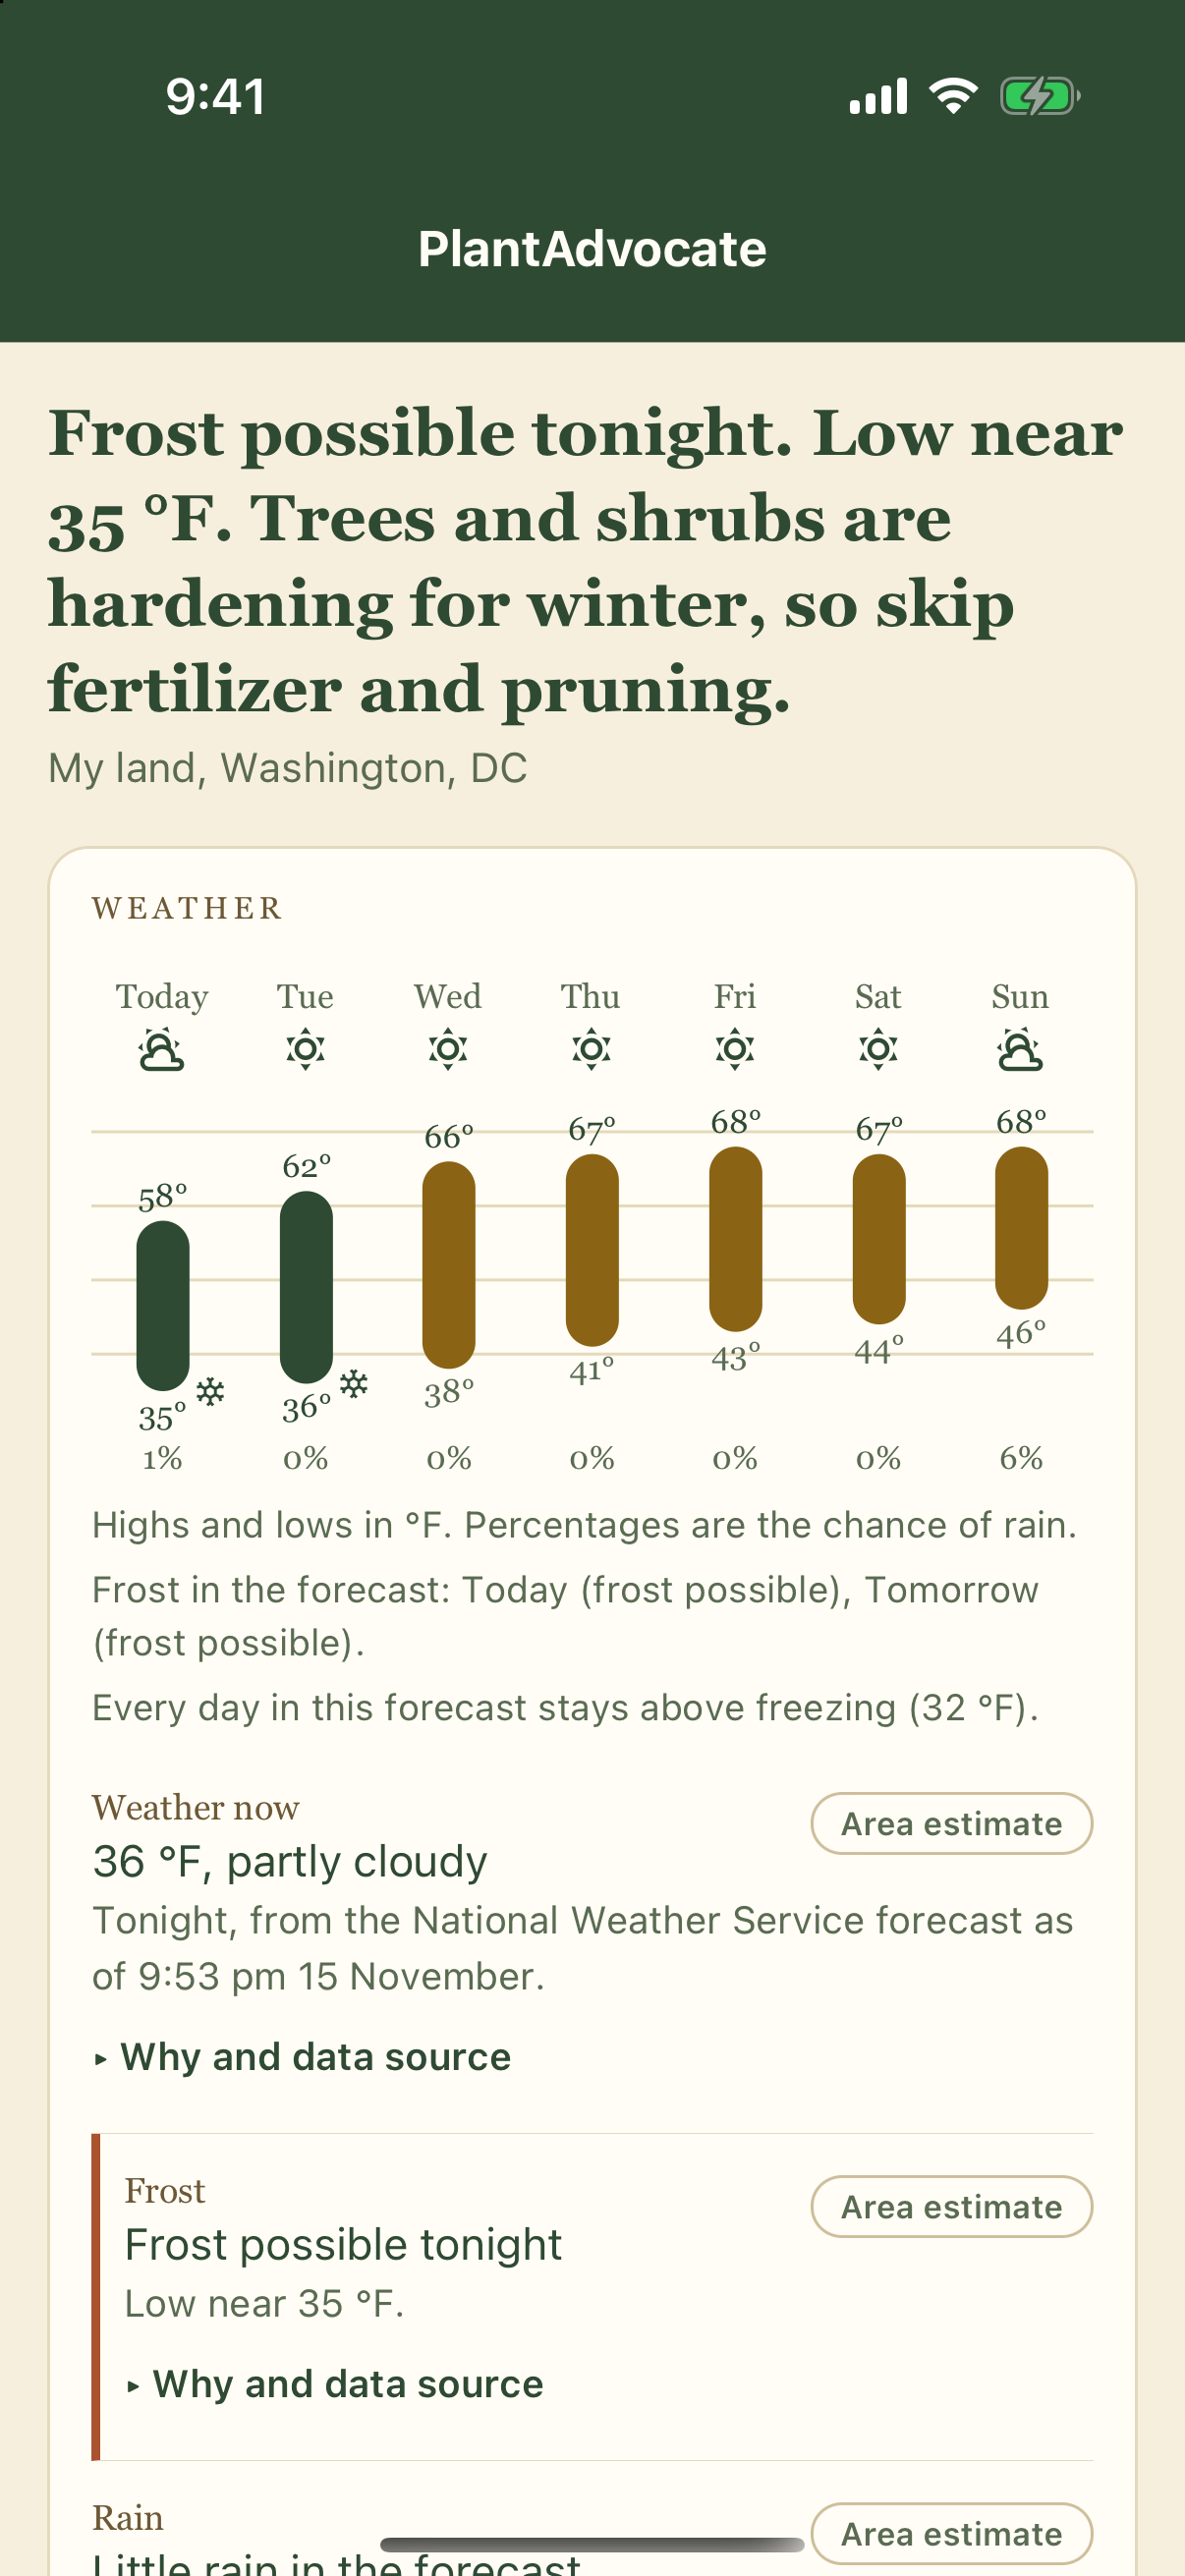 9:41
PlantAdvocate
Frost possible tonight. Low near
35 °F. Trees and shrubs are
hardening for winter, so skip
fertilizer and pruning.
My land, Washington, DC
WEATHER
Today Tue Wed Thu Fri Sat Sun
58° 62° 66° 67° 68° 67° 68°
35° 36° 38° 41° 43° 44° 46°
1% 0% 0% 0% 0% 0% 6%
Highs and lows in °F. Percentages are the chance of rain.
Frost in the forecast: Today (frost possible), Tomorrow
(frost possible).
Every day in this forecast stays above freezing (32 °F).
Weather now
Area estimate
36 °F, partly cloudy
Tonight, from the National Weather Service forecast as
of 9:53 pm 15 November.
Why and data source
Frost
Area estimate
Frost possible tonight
Low near 35 °F.
Why and data source
Rain
Area estimate
Little rain in the forecast